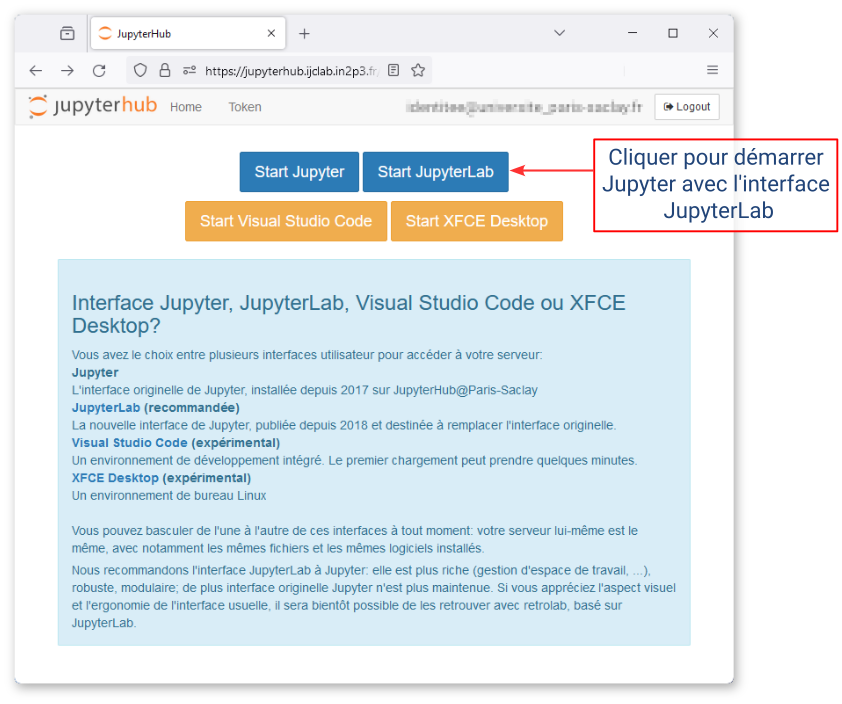 JupyterHub
https://jupyterhub.ijclab.in2p3.fr/
jupyterhub Home Token Logout
Start Jupyter Start JupyterLab
Cliquer pour démarrer
Jupyter avec l'interface
JupyterLab
Start Visual Studio Code Start XFCE Desktop
Interface Jupyter, JupyterLab, Visual Studio Code ou XFCE
Desktop?
Vous avez le choix entre plusieurs interfaces utilisateur pour accéder à votre serveur:
Jupyter
L'interface originelle de Jupyter, installée depuis 2017 sur JupyterHub@Paris-Saclay
JupyterLab (recommandée)
La nouvelle interface de Jupyter, publiée depuis 2018 et destinée à remplacer l'interface originelle.
Visual Studio Code (expérimental)
Un environnement de développement intégré. Le premier chargement peut prendre quelques minutes.
XFCE Desktop (expérimental)
Un environnement de bureau Linux
Vous pouvez basculer de l'une à l'autre de ces interfaces à tout moment: votre serveur lui-même est le
même, avec notamment les mêmes fichiers et les mêmes logiciels installés.
Nous recommandons l'interface JupyterLab à Jupyter: elle est plus riche (gestion d'espace de travail, ...),
robuste, modulaire; de plus interface originelle Jupyter n'est plus maintenue. Si vous appréciez l'aspect visuel
et l'ergonomie de l'interface usuelle, il sera bientôt possible de les retrouver avec retrolab, basé sur
JupyterLab.